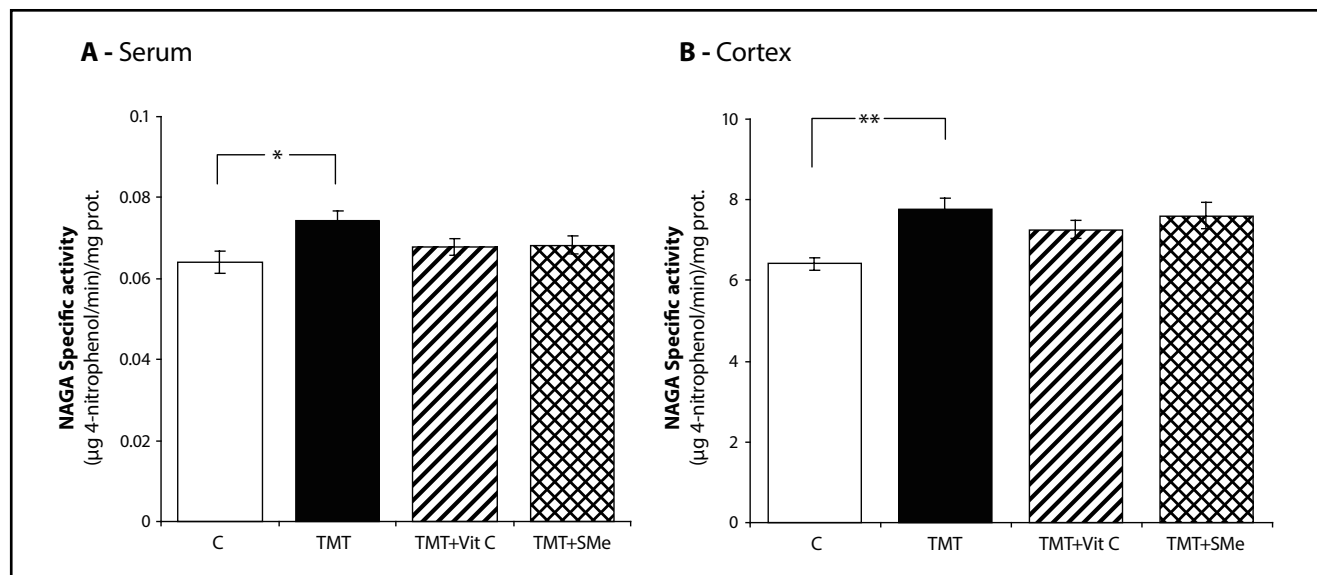 A - Serum
NAGA Specific activity
(µg 4-nitrophenol/min)/mg prot.
0.1
0.08
0.06
0.04
0.02
0
*
C
TMT
TMT+Vit C
TMT+SMe
B - Cortex
NAGA Specific activity
(µg 4-nitrophenol/min)/mg prot.
10
8
6
4
2
0
**
C
TMT
TMT+Vit C
TMT+SMe